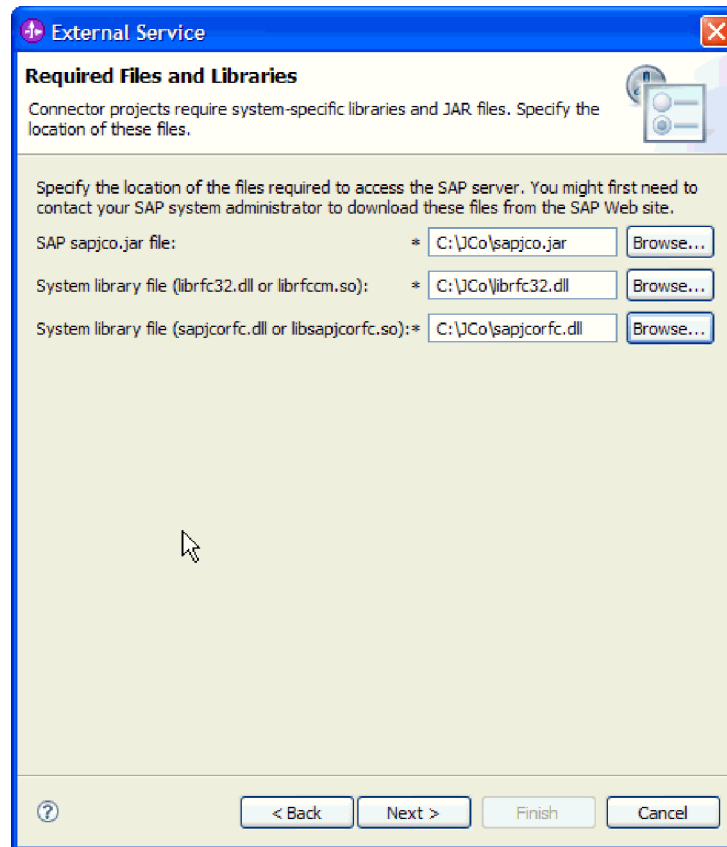 External Service
Required Files and Libraries
Connector projects require system-specific libraries and JAR files. Specify the
location of these files.
Specify the location of the files required to access the SAP server. You might first need to
contact your SAP system administrator to download these files from the SAP Web site.
SAP sapjco.jar file: * C:\JCo\sapjco.jar Browse...
System library file (librfc32.dll or librfccm.so): * C:\JCo\librfc32.dll Browse...
System library file (sapjcorfc.dll or libsapjcorfc.so):* C:\JCo\sapjcorfc.dll Browse...
? < Back Next > Finish Cancel